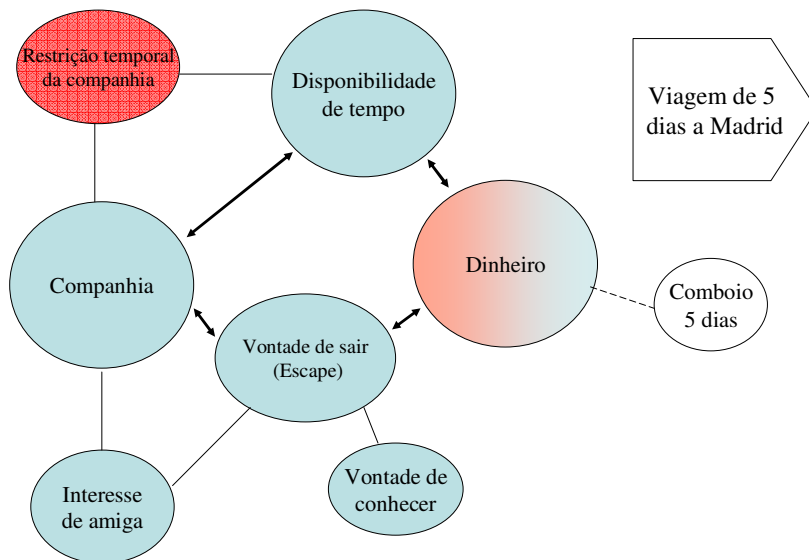 Restrição temporal
da companhia
Disponibilidade
de tempo
Viagem de 5
dias a Madrid
Companhia
Dinheiro
Comboio
5 dias
Vontade de sair
(Escape)
Interesse
de amiga
Vontade de
conhecer